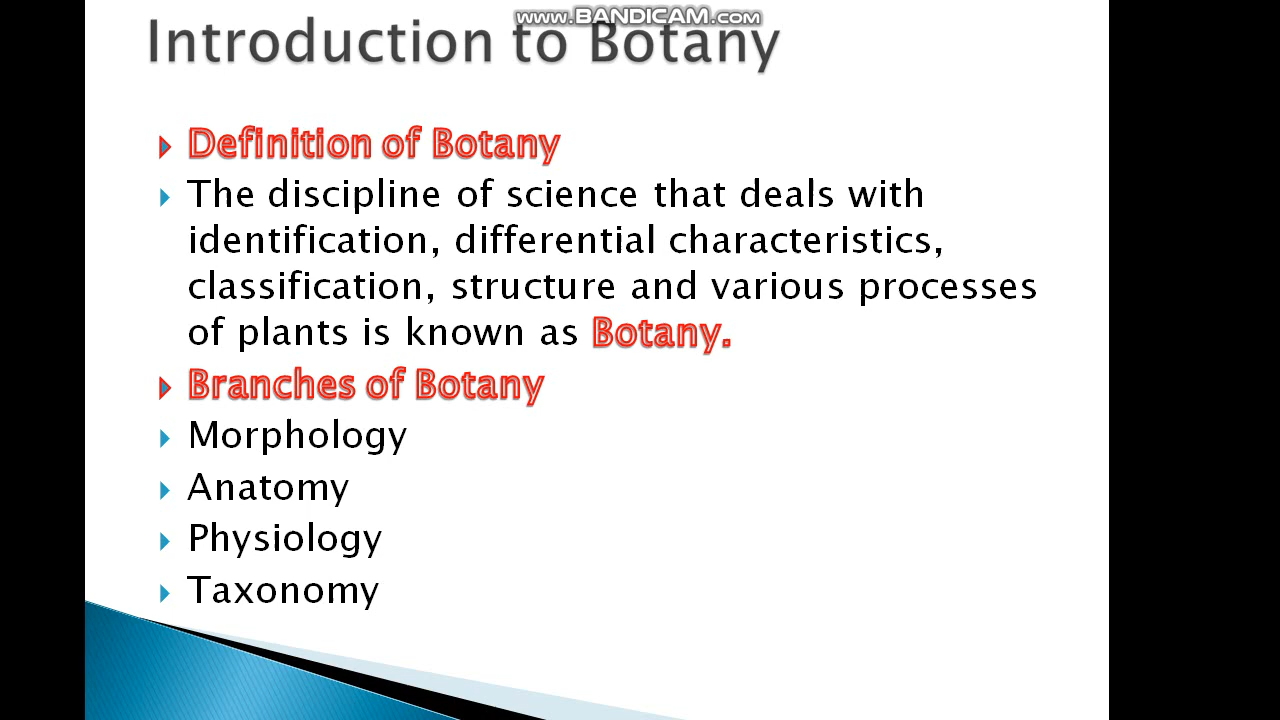 www.BANDICAM.com
Introduction to Botany
Definition of Botany
The discipline of science that deals with
identification, differential characteristics,
classification, structure and various processes
of plants is known as Botany.
Branches of Botany
Morphology
Anatomy
Physiology
Taxonomy